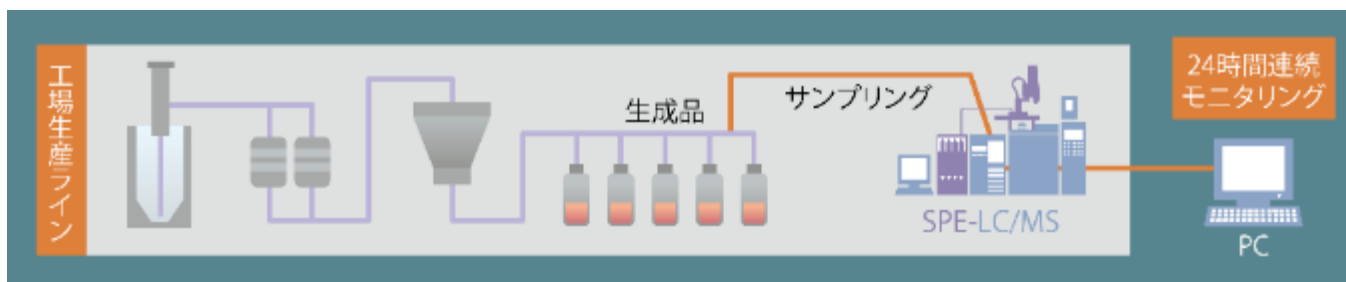 工場生産ライン
生成品
サンプリング
SPE-LC/MS
24時間連続
モニタリング
PC